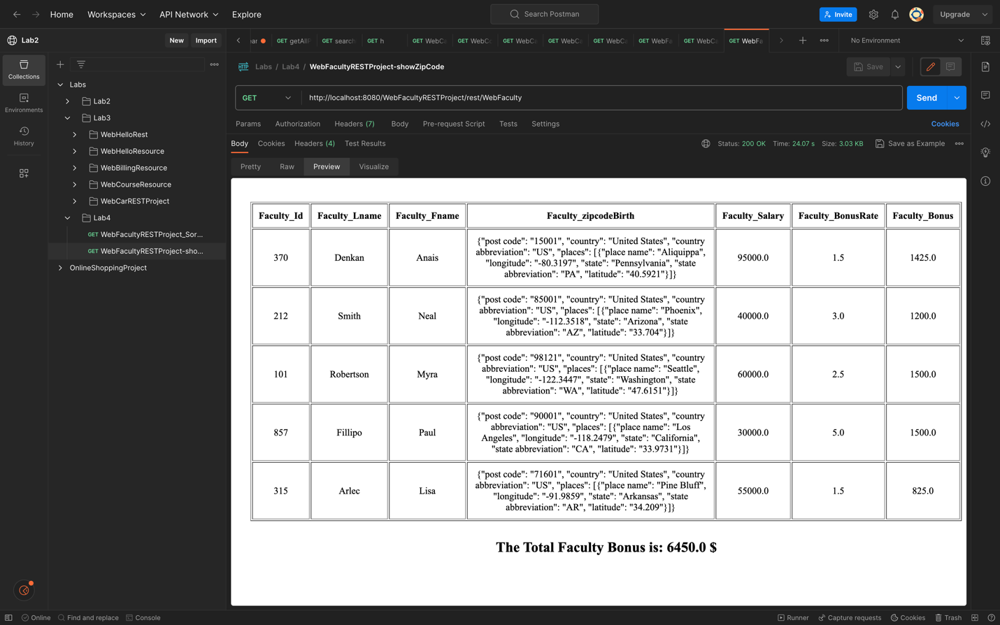 Home Workspaces API Network Explore Search Postman Invite Upgrade
Lab2 New Import
GET getAllF GET search GET h GET WebCa GET WebCc GET WebCa GET WebCa GET WebCa GET WebFa GET WebCa GET WebFa No Environment
Collections
Environments
History
Labs
Lab2
Lab3
WebHelloRest
WebHelloResource
WebBillingResource
WebCourseResource
WebCarRESTProject
Lab4
GET WebFacultyRESTProject_Sor...
GET WebFacultyRESTProject-sho...
OnlineShoppingProject
HTTP Labs / Lab4 / WebFacultyRESTProject-showZipCode Save
GET http://localhost:8080/WebFacultyRESTProject/rest/WebFaculty Send
Params Authorization Headers (7) Body Pre-request Script Tests Settings Cookies
Body Cookies Headers (4) Test Results Status: 200 OK Time: 24.07 s Size: 3.03 KB Save as Example
Pretty Raw Preview Visualize
Faculty_Id Faculty_Lname Faculty_Fname Faculty_zipcodeBirth Faculty_Salary Faculty_BonusRate Faculty_Bonus
{"post code": "15001", "country": "United States", "country
abbreviation": "US", "places": [{"place name": "Aliquippa",
370 Denkan Anais 95000.0 1.5 1425.0
"longitude": "-80.3197", "state": "Pennsylvania", "state
abbreviation": "PA", "latitude": "40.5921"}]}
{"post code": "85001", "country": "United States", "country
abbreviation": "US", "places": [{"place name": "Phoenix",
212 Smith Neal 40000.0 3.0 1200.0
"longitude": "-112.3518", "state": "Arizona", "state
abbreviation": "AZ", "latitude": "33.704"}]}
{"post code": "98121", "country": "United States", "country
abbreviation": "US", "places": [{"place name": "Seattle",
101 Robertson Myra 60000.0 2.5 1500.0
"longitude": "-122.3447", "state": "Washington", "state
abbreviation": "WA", "latitude": "47.6151"}]}
{"post code": "90001", "country": "United States", "country
abbreviation": "US", "places": [{"place name": "Los
857 Fillipo Paul 30000.0 5.0 1500.0
Angeles", "longitude": "-118.2479", "state": "California",
"state abbreviation": "CA", "latitude": "33.9731"}]}
{"post code": "71601", "country": "United States", "country
abbreviation": "US", "places": [{"place name": "Pine Bluff",
315 Arlec Lisa 55000.0 1.5 825.0
"longitude": "-91.9859", "state": "Arkansas", "state
abbreviation": "AR", "latitude": "34.209"}]}
The Total Faculty Bonus is: 6450.0 $
Online Find and replace Console Runner Capture requests Cookies Trash